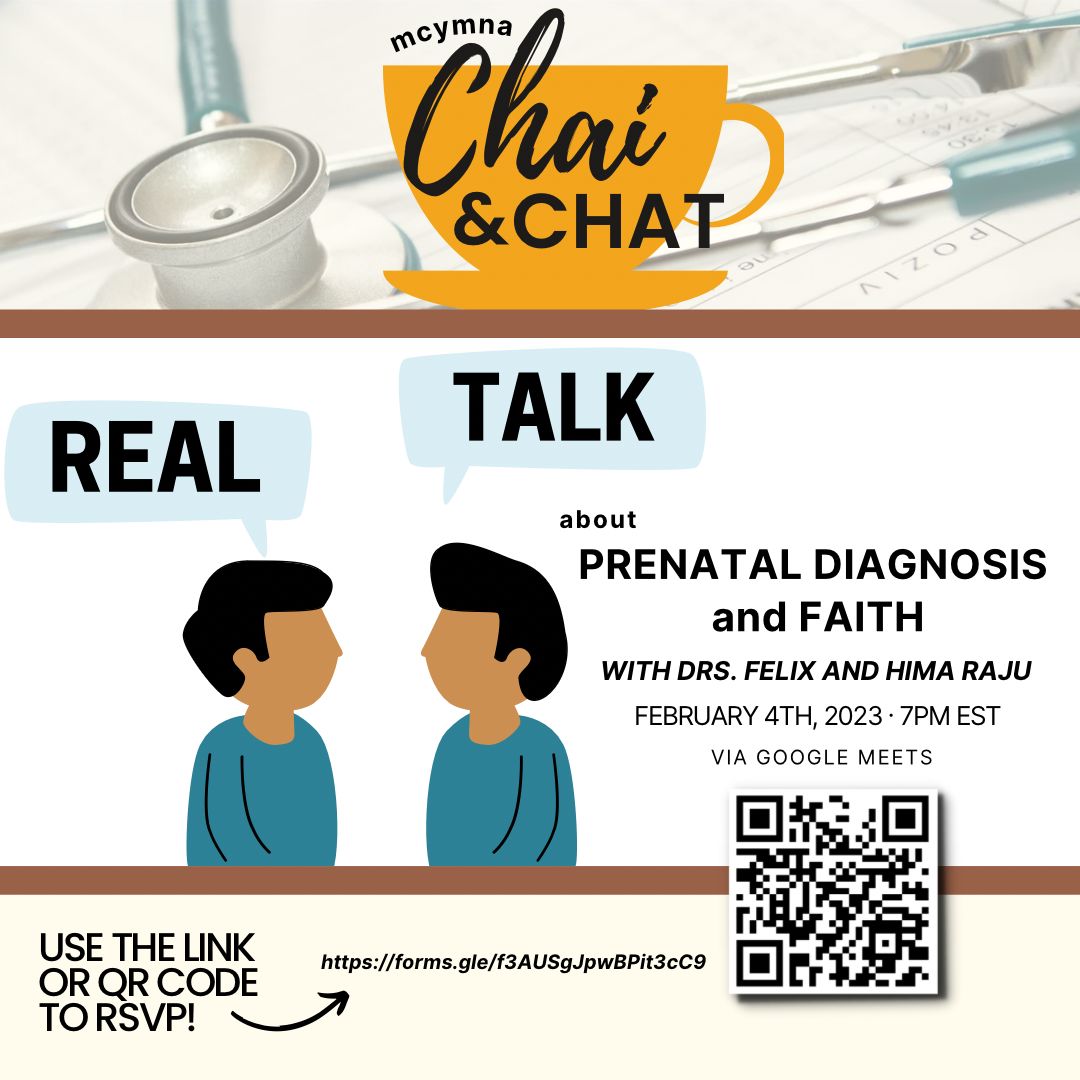 mcymna
Chai
&CHAT
REAL
TALK
about
PRENATAL DIAGNOSIS
and FAITH
WITH DRS. FELIX AND HIMA RAJU
FEBRUARY 4TH, 2023 · 7PM EST
VIA GOOGLE MEETS
USE THE LINK
OR QR CODE
TO RSVP!
https://forms.gle/f3AUSgJpwBPit3cC9
POZIV